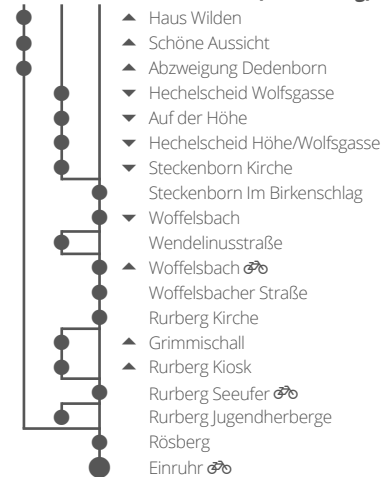 ▲ Haus Wilden
▲ Schöne Aussicht
▲ Abzweigung Dedenborn
▼ Hechelscheid Wolfsgasse
▼ Auf der Höhe
▼ Hechelscheid Höhe/Wolfsgasse
▼ Steckenborn Kirche
Steckenborn Im Birkenschlag
▼ Woffelsbach
Wendelinusstraße
▲ Woffelsbach
Woffelsbacher Straße
Rurberg Kirche
▲ Grimmischall
▲ Rurberg Kiosk
Rurberg Seeufer
Rurberg Jugendherberge
Rösberg
Einruhr